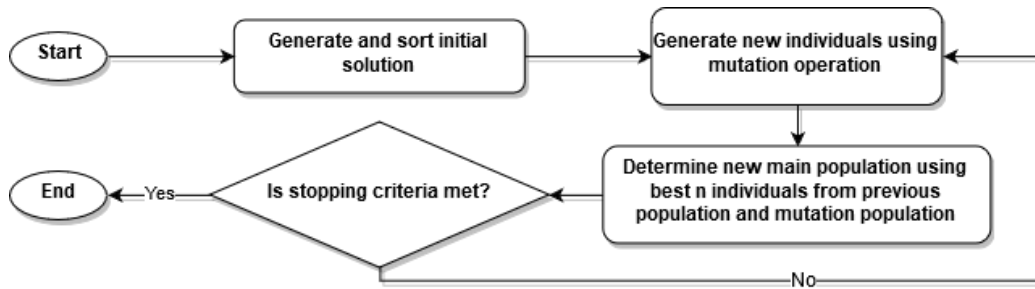 Start
Generate and sort initial
solution
Generate new individuals using
mutation operation
Determine new main population using
best n individuals from previous
population and mutation population
Is stopping criteria met?
Yes
End
No